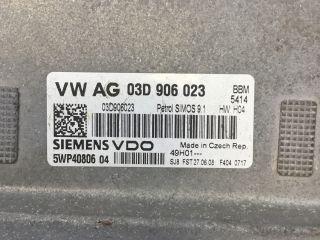 VW AG 03D 906 023 BBM
5414
03D906023 Petrol SIMOS 9.1 HW H04
SIEMENS VDO Made in Czech Rep.
5WP40806 04 49H01---
SJ8 FST 27.06.08 F404 0717